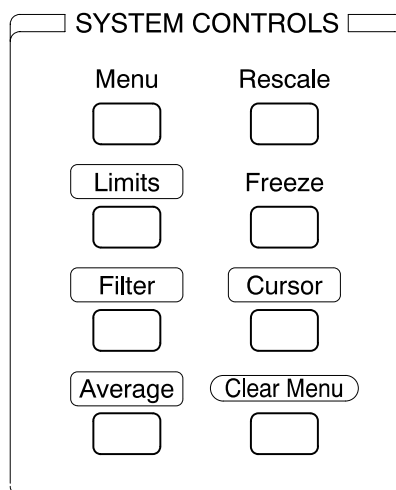 SYSTEM CONTROLS
Menu Rescale
Limits Freeze
Filter Cursor
Average Clear Menu